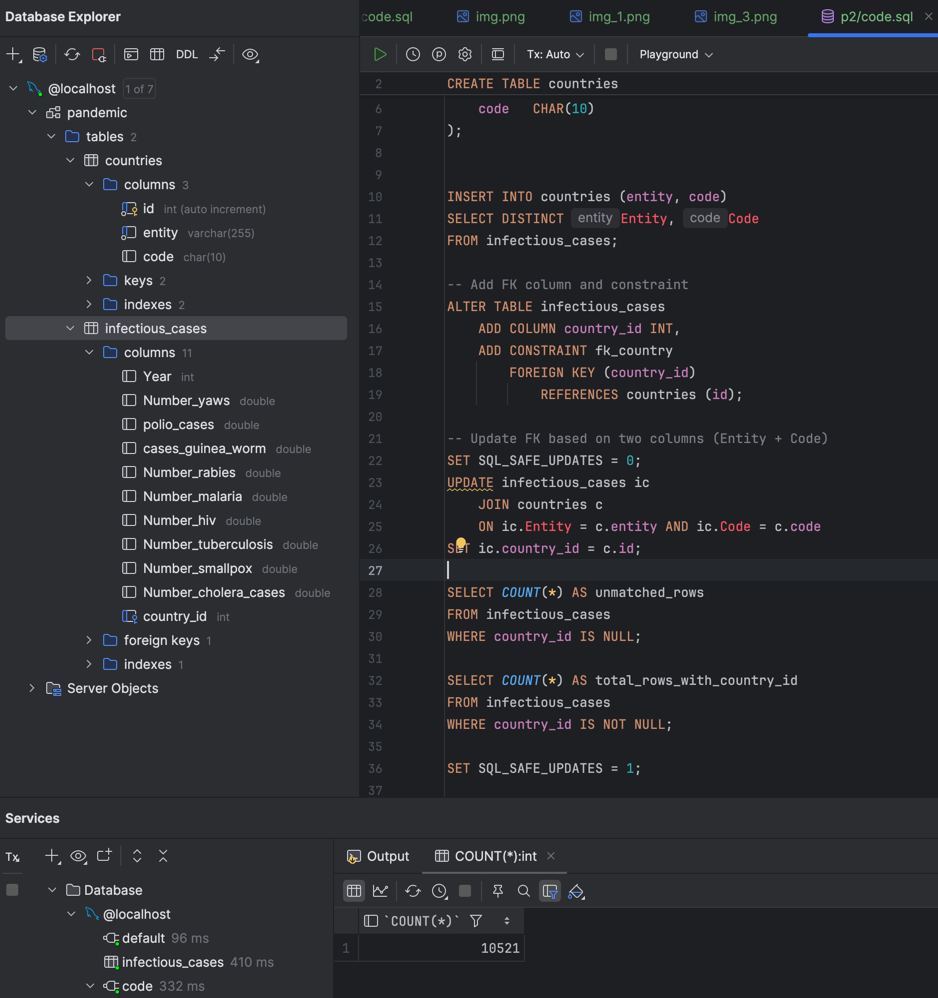 Database Explorer
code.sql
img.png
img_1.png
img_3.png
p2/code.sql
DDL
Tx: Auto
Playground
@localhost 1 of 7
pandemic
tables 2
countries
columns 3
id int (auto increment)
entity varchar(255)
code char(10)
keys 2
indexes 2
infectious_cases
columns 11
Year int
Number_yaws double
polio_cases double
cases_guinea_worm double
Number_rabies double
Number_malaria double
Number_hiv double
Number_tuberculosis double
Number_smallpox double
Number_cholera_cases double
country_id int
foreign keys 1
indexes 1
Server Objects
2 CREATE TABLE countries
6 code CHAR(10)
7 );
8
9
10 INSERT INTO countries (entity, code)
11 SELECT DISTINCT entity Entity, code Code
12 FROM infectious_cases;
13
14 -- Add FK column and constraint
15 ALTER TABLE infectious_cases
16 ADD COLUMN country_id INT,
17 ADD CONSTRAINT fk_country
18 FOREIGN KEY (country_id)
19 REFERENCES countries (id);
20
21 -- Update FK based on two columns (Entity + Code)
22 SET SQL_SAFE_UPDATES = 0;
23 UPDATE infectious_cases ic
24 JOIN countries c
25 ON ic.Entity = c.entity AND ic.Code = c.code
26 SET ic.country_id = c.id;
27
28 SELECT COUNT(*) AS unmatched_rows
29 FROM infectious_cases
30 WHERE country_id IS NULL;
31
32 SELECT COUNT(*) AS total_rows_with_country_id
33 FROM infectious_cases
34 WHERE country_id IS NOT NULL;
35
36 SET SQL_SAFE_UPDATES = 1;
37
Services
Tx
Database
@localhost
default 96 ms
infectious_cases 410 ms
code 332 ms
Output
COUNT(*):int
`COUNT(*)`
1 10521